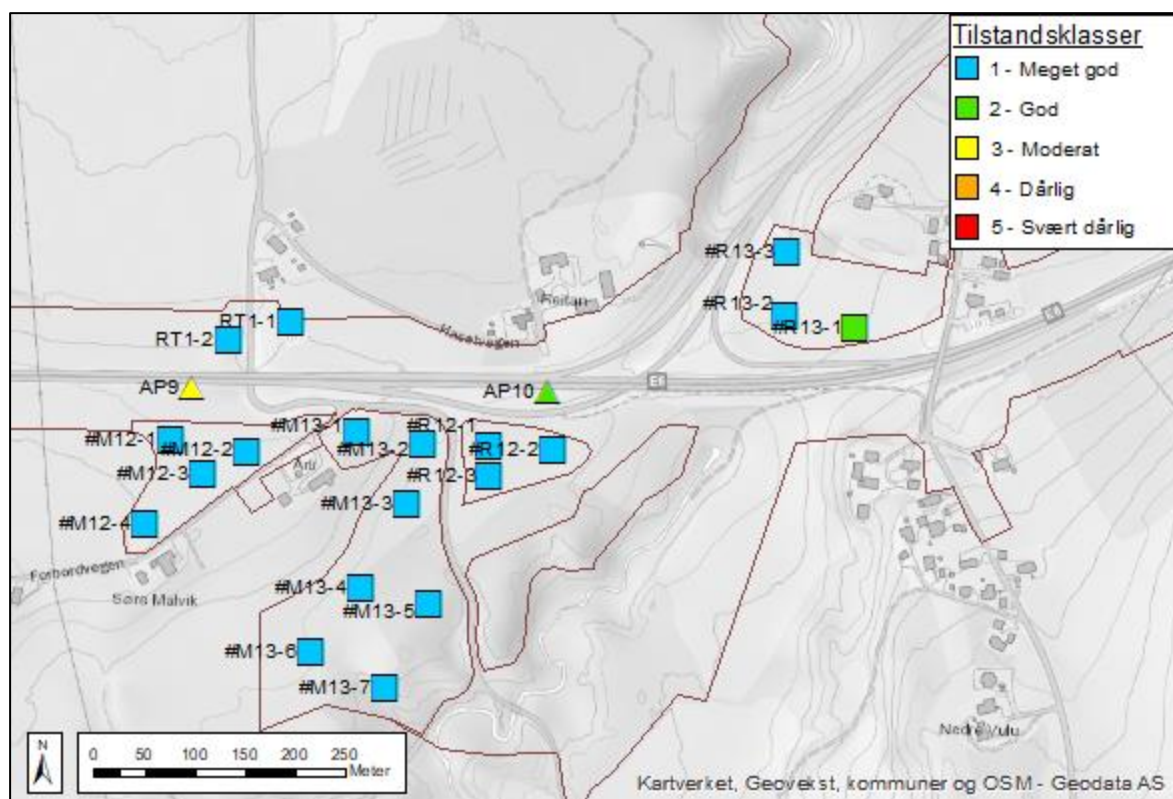 Tilstandsklasser
1 - Meget god
2 - God
3 - Moderat
4 - Dårlig
5 - Svært dårlig
#R13-3
#R13-2
#R13-1
RT1-1
RT1-2
Reitan
AP9
AP10
E6
E6
#M12-1
#M12-2
#M12-3
#M12-4
#M13-1
#M13-2
#R12-1
#R12-2
#R12-3
#M13-3
#M13-4
#M13-5
#M13-6
#M13-7
Forbordvegen
Søre Malvik
Nedre Vulu
N
0 50 100 150 200 250
Meter
Kartverket, Geovekst, kommuner og OSM - Geodata AS